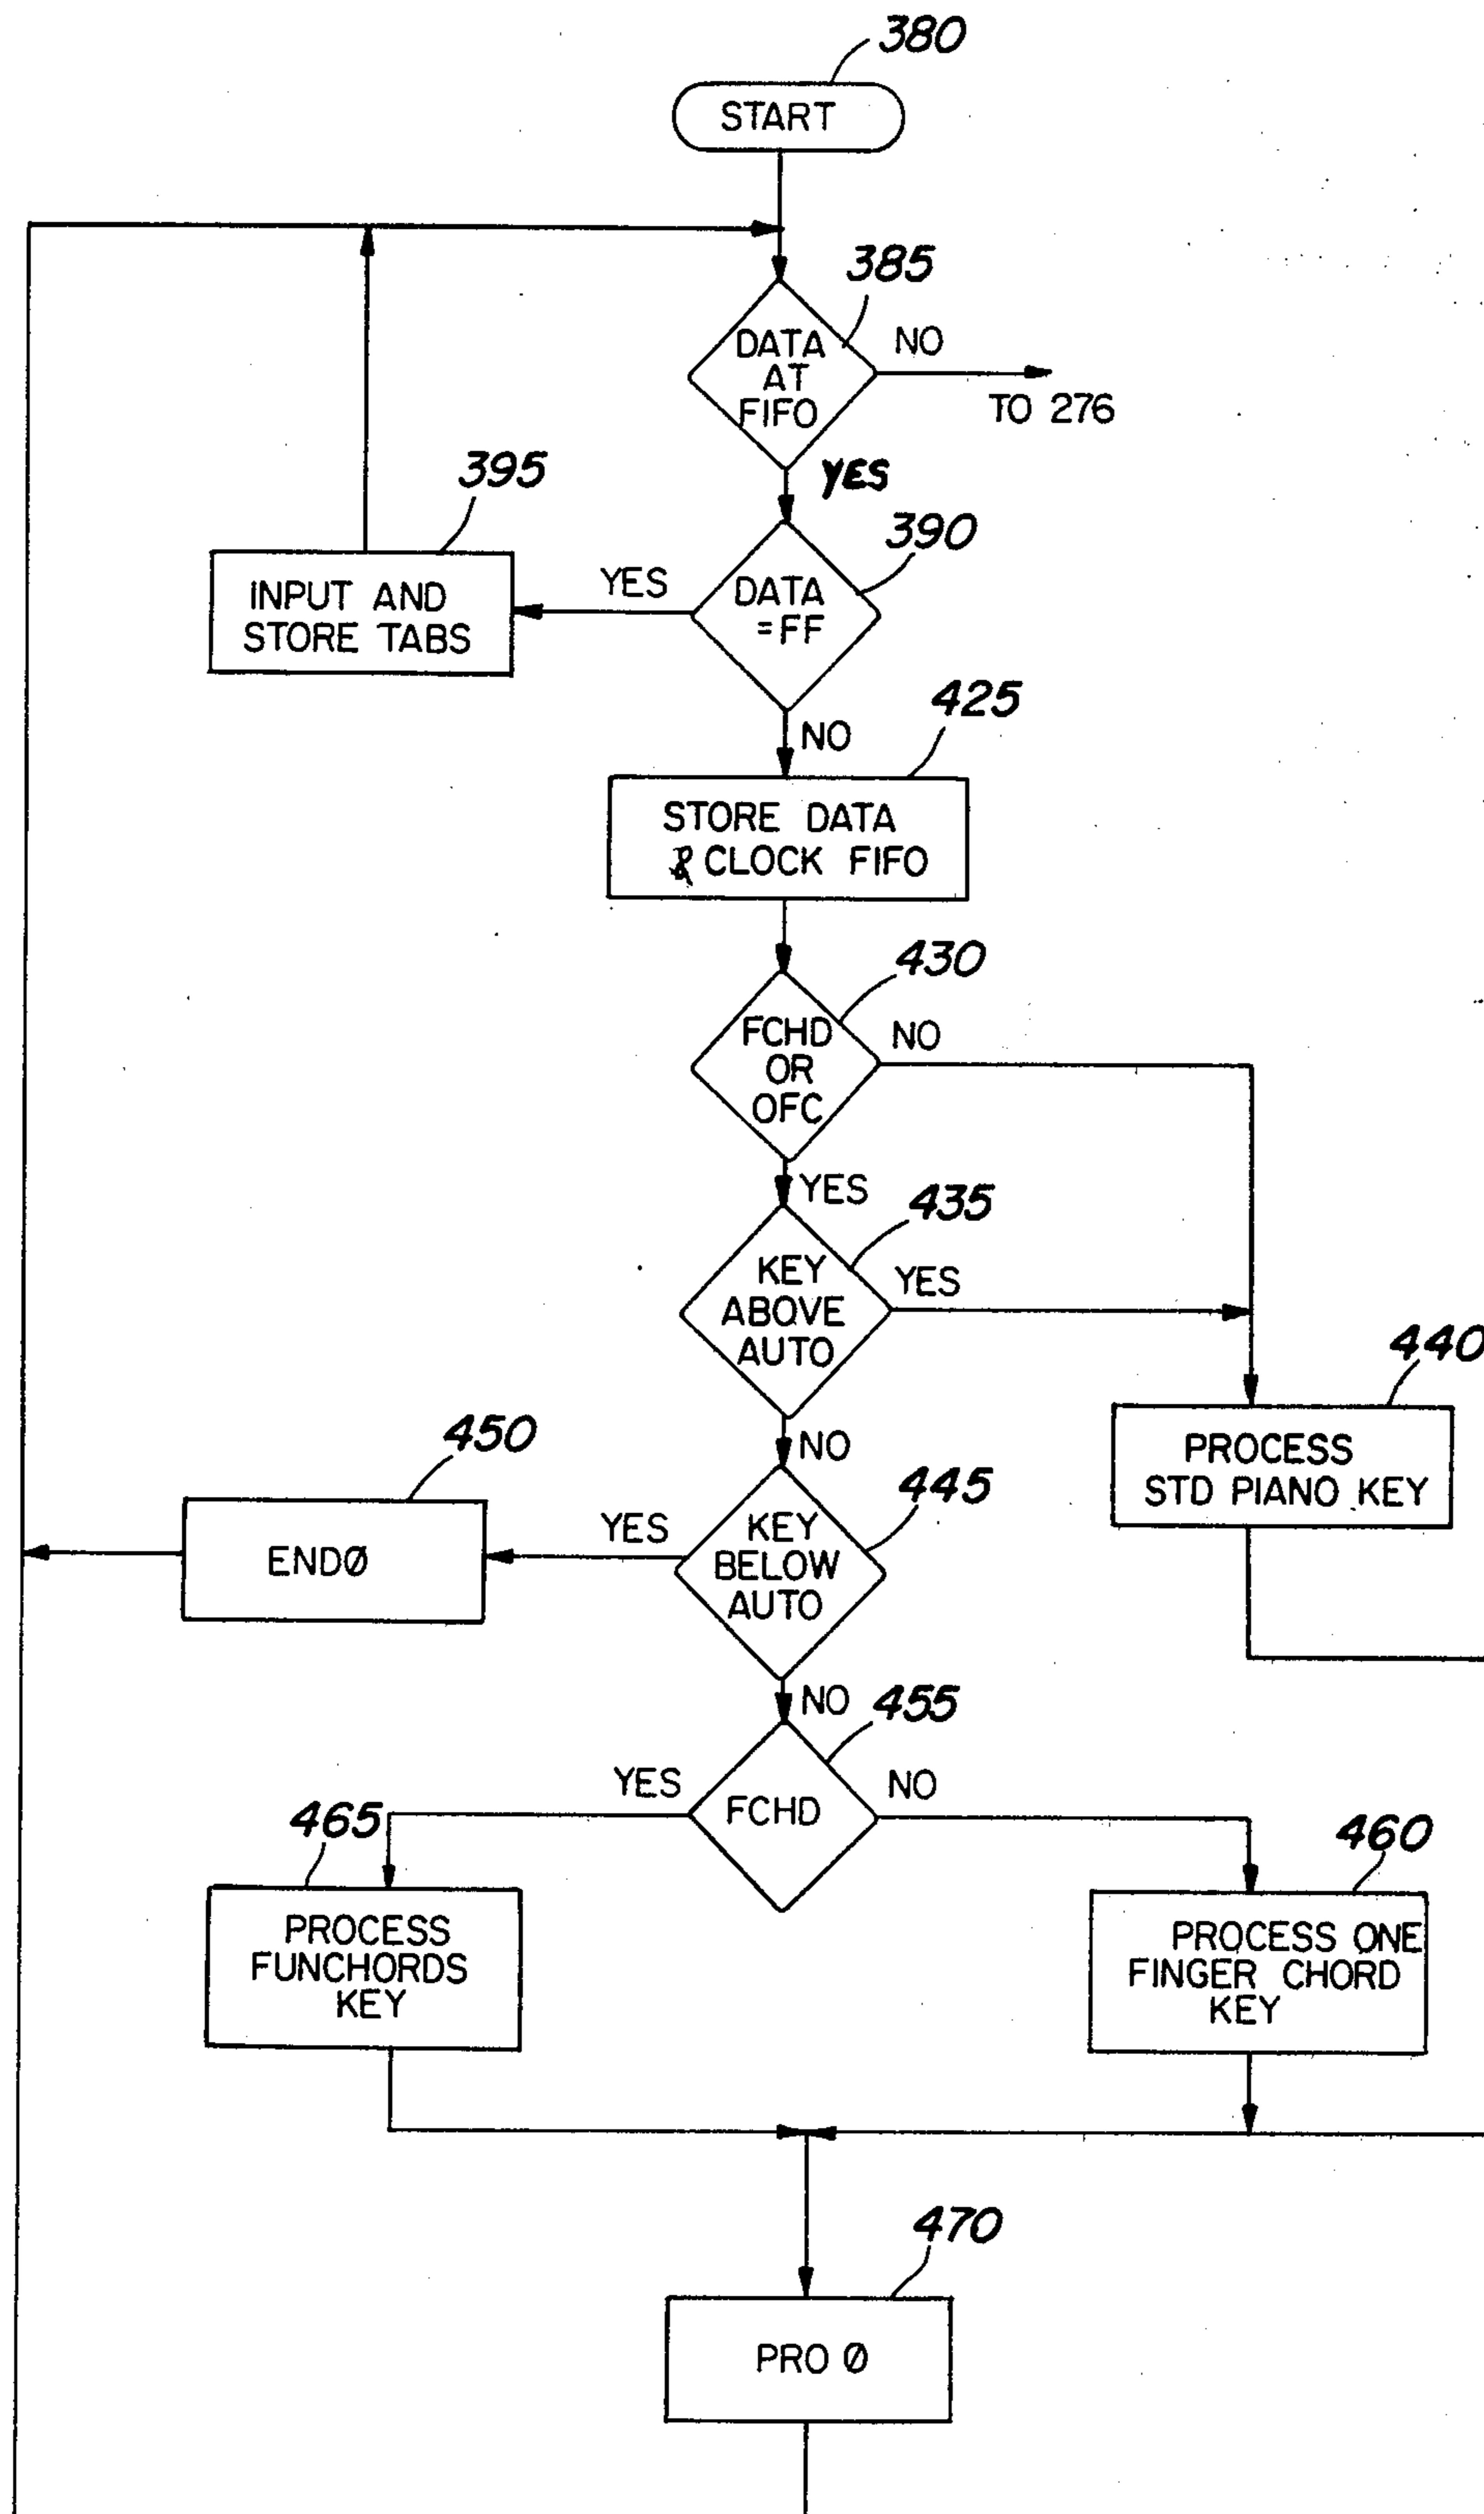 380
START
385
DATA
AT
FIFO
NO
TO 276
YES
395
390
INPUT AND
STORE TABS
YES
DATA
=FF
425
NO
STORE DATA
& CLOCK FIFO
430
FCHD
OR
OFC
NO
YES
435
KEY
ABOVE
AUTO
YES
440
450
NO
445
PROCESS
STD PIANO KEY
ENDØ
YES
KEY
BELOW
AUTO
NO
455
YES
FCHD
NO
465
460
PROCESS
FUNCHORDS
KEY
PROCESS ONE
FINGER CHORD
KEY
470
PRO Ø